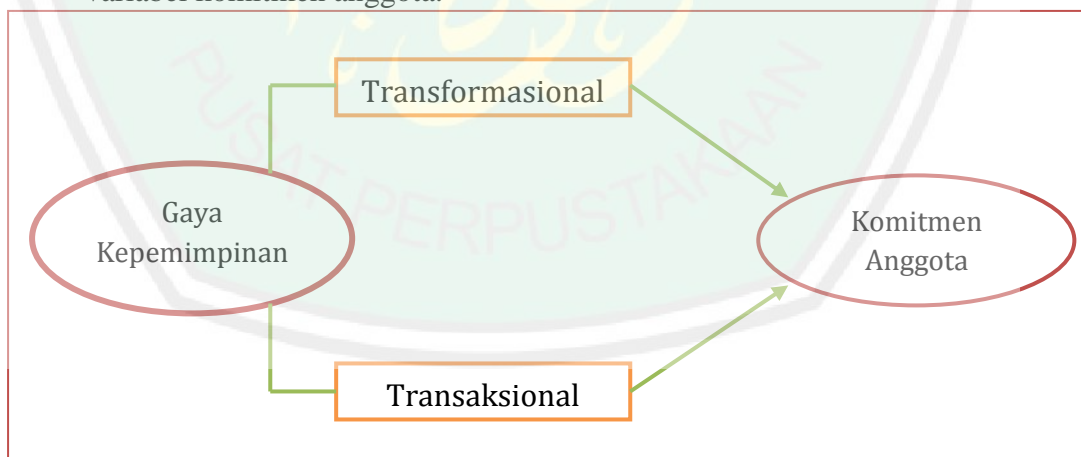 Transformasional
Gaya
Kepemimpinan
Komitmen
Anggota
Transaksional
PUSAT PERPUSTAKAAN